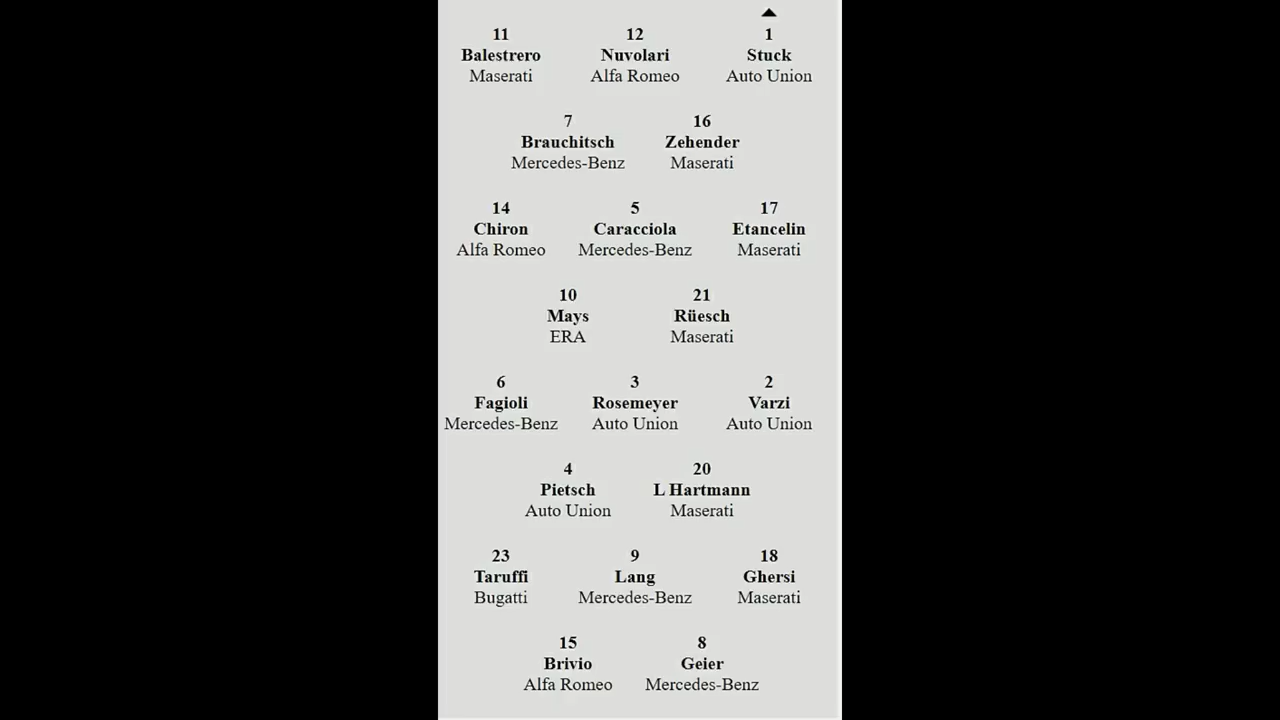 11 12 1
Balestrero Nuvolari Stuck
Maserati Alfa Romeo Auto Union
7 16
Brauchitsch Zehender
Mercedes-Benz Maserati
14 5 17
Chiron Caracciola Etancelin
Alfa Romeo Mercedes-Benz Maserati
10 21
Mays Rüesch
ERA Maserati
6 3 2
Fagioli Rosemeyer Varzi
Mercedes-Benz Auto Union Auto Union
4 20
Pietsch L Hartmann
Auto Union Maserati
23 9 18
Taruffi Lang Ghersi
Bugatti Mercedes-Benz Maserati
15 8
Brivio Geier
Alfa Romeo Mercedes-Benz